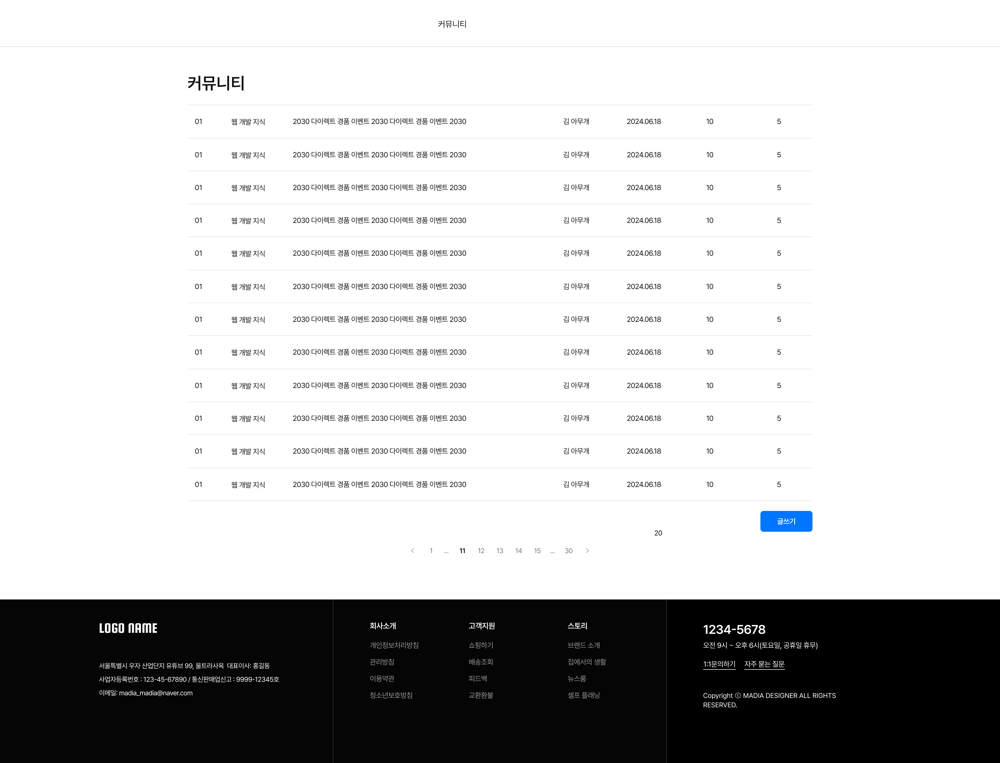 커뮤니티
커뮤니티
01 웹 개발 지식 2030 다이렉트 경품 이벤트 2030 다이렉트 경품 이벤트 2030 김 아무개 2024.06.18 10 5
01 웹 개발 지식 2030 다이렉트 경품 이벤트 2030 다이렉트 경품 이벤트 2030 김 아무개 2024.06.18 10 5
01 웹 개발 지식 2030 다이렉트 경품 이벤트 2030 다이렉트 경품 이벤트 2030 김 아무개 2024.06.18 10 5
01 웹 개발 지식 2030 다이렉트 경품 이벤트 2030 다이렉트 경품 이벤트 2030 김 아무개 2024.06.18 10 5
01 웹 개발 지식 2030 다이렉트 경품 이벤트 2030 다이렉트 경품 이벤트 2030 김 아무개 2024.06.18 10 5
01 웹 개발 지식 2030 다이렉트 경품 이벤트 2030 다이렉트 경품 이벤트 2030 김 아무개 2024.06.18 10 5
01 웹 개발 지식 2030 다이렉트 경품 이벤트 2030 다이렉트 경품 이벤트 2030 김 아무개 2024.06.18 10 5
01 웹 개발 지식 2030 다이렉트 경품 이벤트 2030 다이렉트 경품 이벤트 2030 김 아무개 2024.06.18 10 5
01 웹 개발 지식 2030 다이렉트 경품 이벤트 2030 다이렉트 경품 이벤트 2030 김 아무개 2024.06.18 10 5
01 웹 개발 지식 2030 다이렉트 경품 이벤트 2030 다이렉트 경품 이벤트 2030 김 아무개 2024.06.18 10 5
01 웹 개발 지식 2030 다이렉트 경품 이벤트 2030 다이렉트 경품 이벤트 2030 김 아무개 2024.06.18 10 5
01 웹 개발 지식 2030 다이렉트 경품 이벤트 2030 다이렉트 경품 이벤트 2030 김 아무개 2024.06.18 10 5
글쓰기
20
1 ... 11 12 13 14 15 ... 30
LOGO NAME
서울특별시 우자 산업단지 유튜브 99, 울트라사옥 대표이사: 홍길동
사업자등록번호 : 123-45-67890 / 통신판매업신고 : 9999-12345호
이메일: madia_madia@naver.com
회사소개
개인정보처리방침
관리방침
이용약관
청소년보호방침
고객지원
쇼핑하기
배송조회
피드백
교환환불
스토리
브랜드 소개
집에서의 생활
뉴스룸
셀프 플래닝
1234-5678
오전 9시 ~ 오후 6시(토요일, 공휴일 휴무)
1:1문의하기 자주 묻는 질문
Copyright ⓒ MADIA DESIGNER ALL RIGHTS
RESERVED.